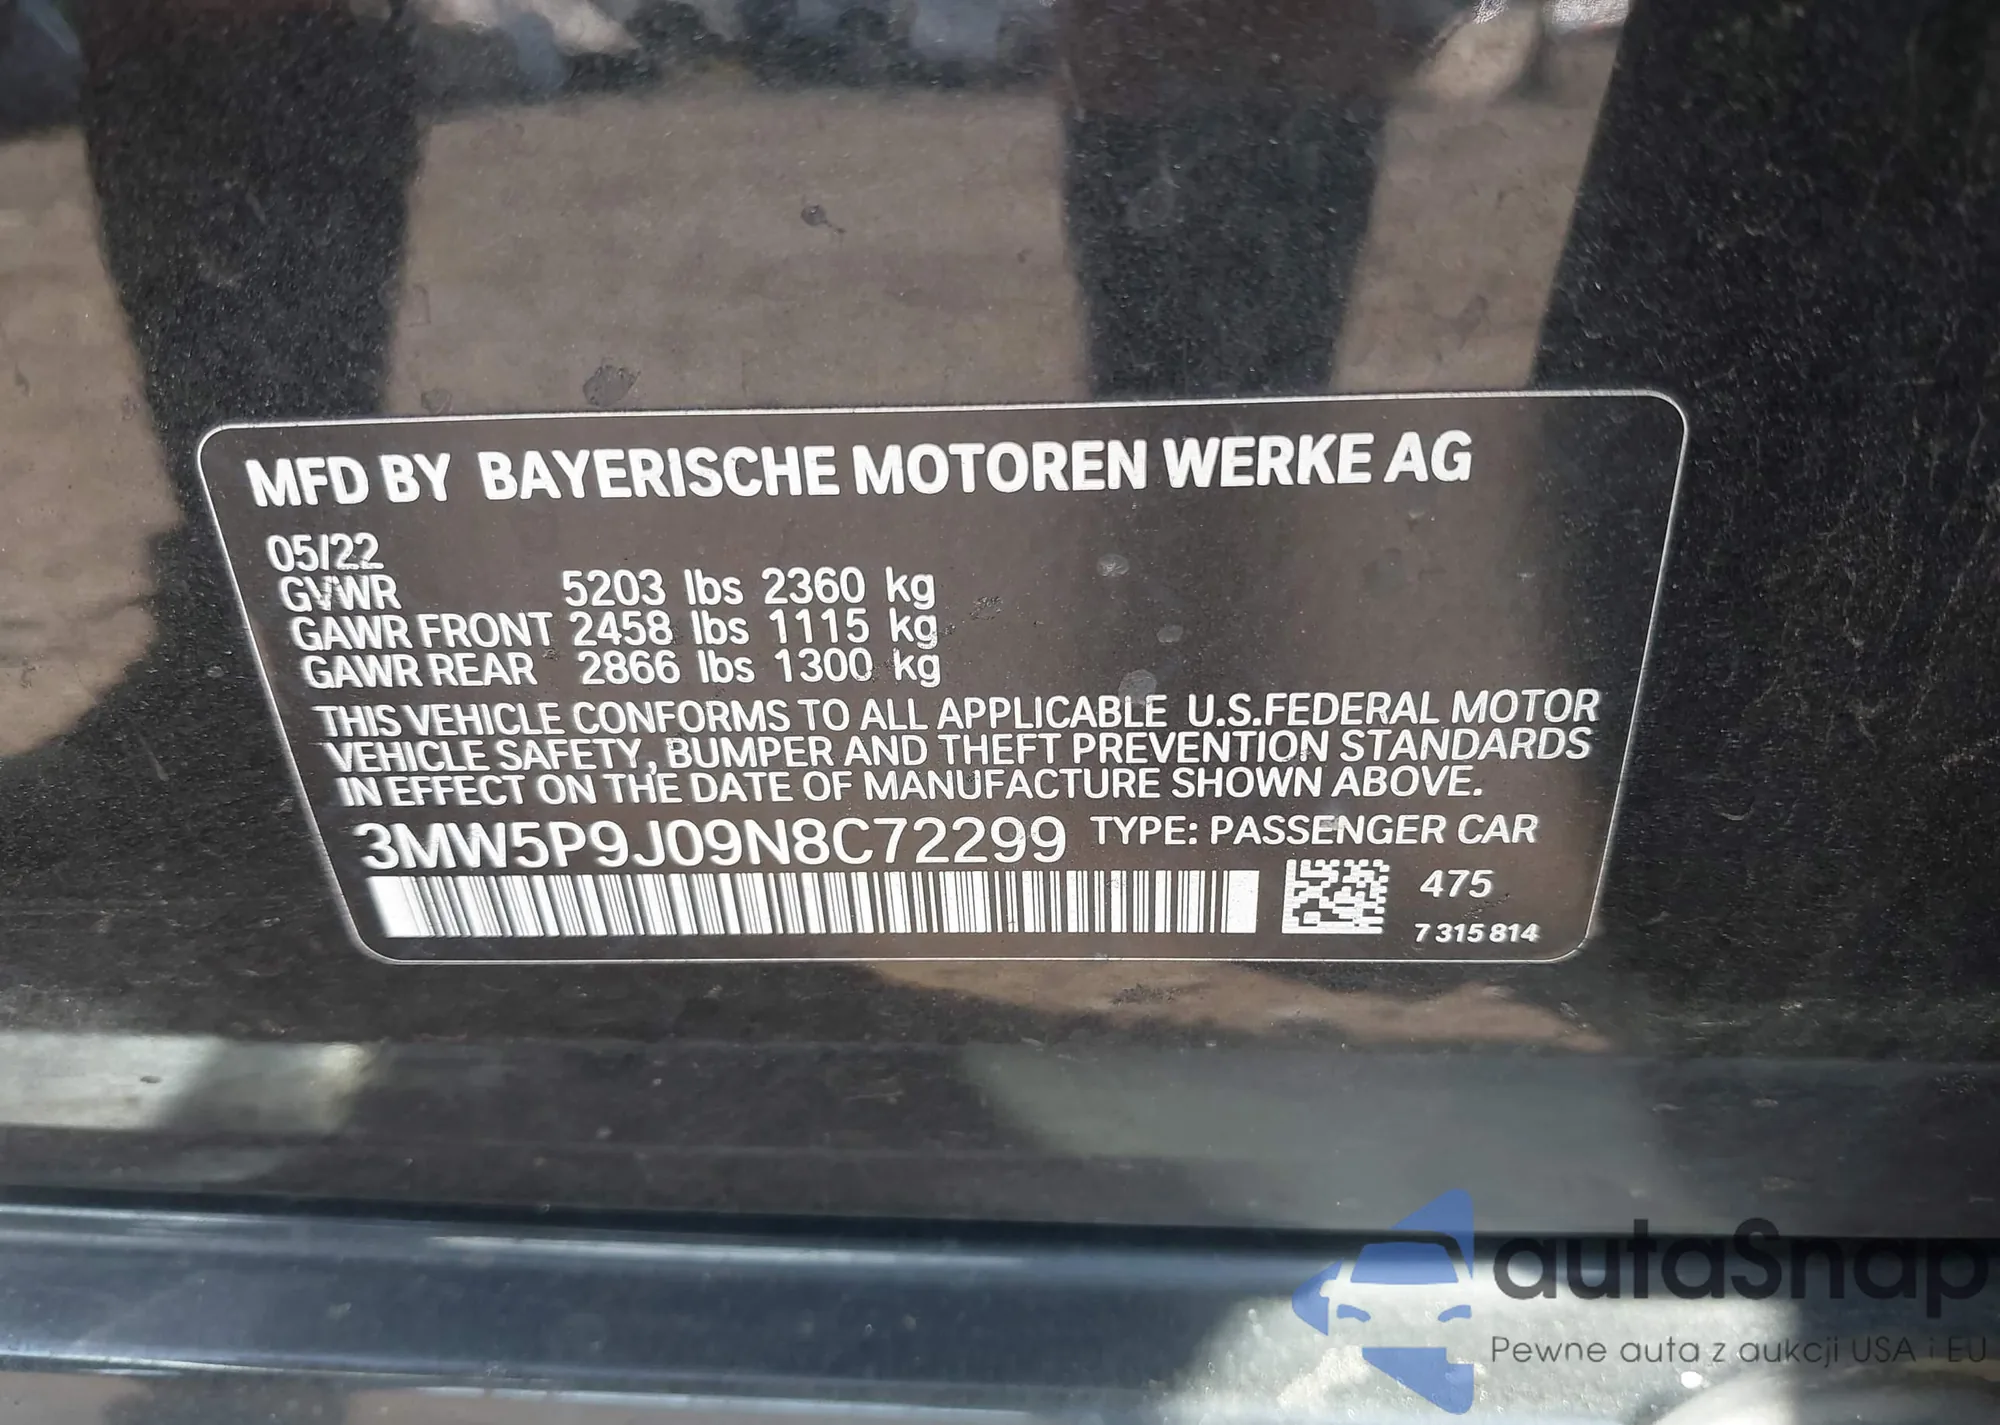 MFD BY BAYERISCHE MOTOREN WERKE AG
05/22
GVWR 5203 lbs 2360 kg
GAWR FRONT 2458 lbs 1115 kg
GAWR REAR 2866 lbs 1300 kg
THIS VEHICLE CONFORMS TO ALL APPLICABLE U.S.FEDERAL MOTOR
VEHICLE SAFETY, BUMPER AND THEFT PREVENTION STANDARDS
IN EFFECT ON THE DATE OF MANUFACTURE SHOWN ABOVE.
3MW5P9J09N8C72299 TYPE: PASSENGER CAR
475
7 315 814
autoSnap
Pewne auta z aukcji USA i EU